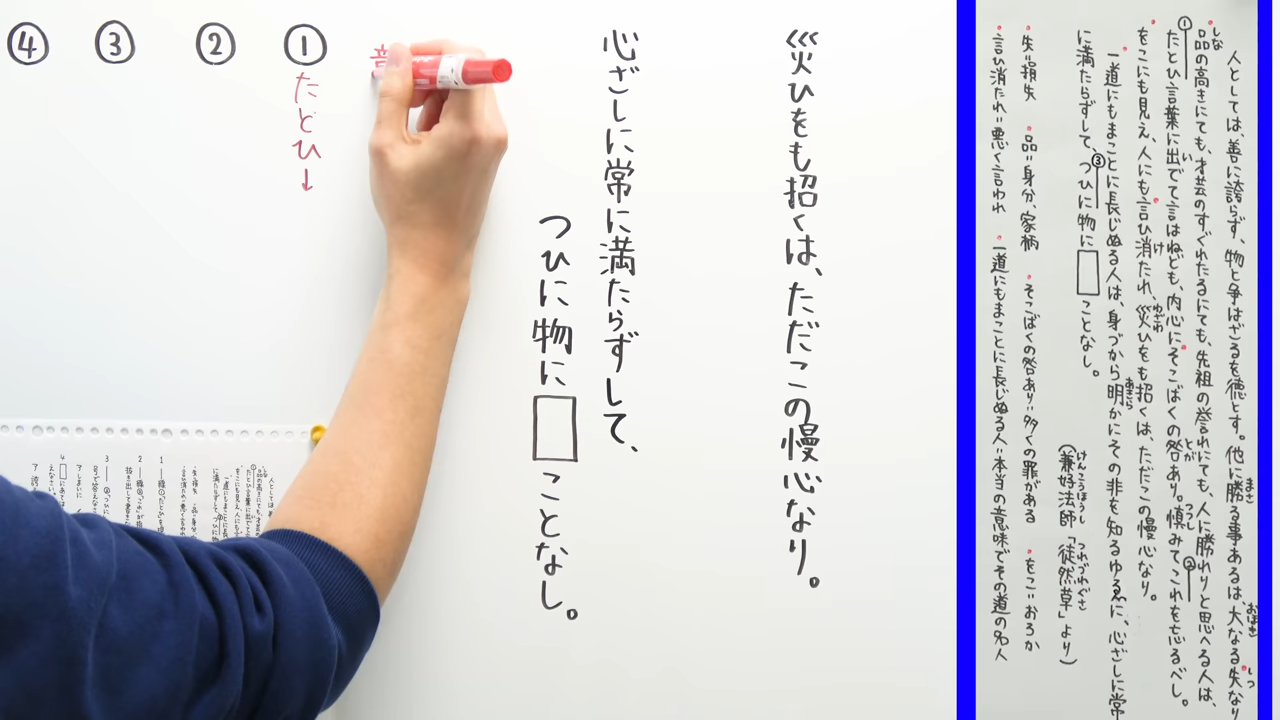 災ひをも招くは、ただこの慢心なり。
心ざしに常に満たらずして、
つひに物に□ことなし。
①たとひ↓
②
③
④
人としては、善に誇らず、物と争はざるを徳とす。他に勝る事あるは、大なる失なり
品の高きにても、才芸のすぐれたるにても、先祖の誉れにても、人に勝れりと思へる人は、
たとひ言葉に出でて言はねども、内心にそこばくの咎あり。慎みてこれを忘るべし。
をこにも見え、人にも言ひ消たれ、災ひをも招くは、ただこの慢心なり。
一道にもまことに長じぬる人は、身づから明かにその非を知るゆゑに、心ざしに常
に満たらずして、つひに物に□ことなし。
(兼好法師「徒然草」より)
失=損失 品=身分、家柄 そこばくの咎あり=多くの罪がある をこ=おろか
言ひ消たれ=悪く言われ 一道にもまことに長じぬる人=本当の意味でその道の名人